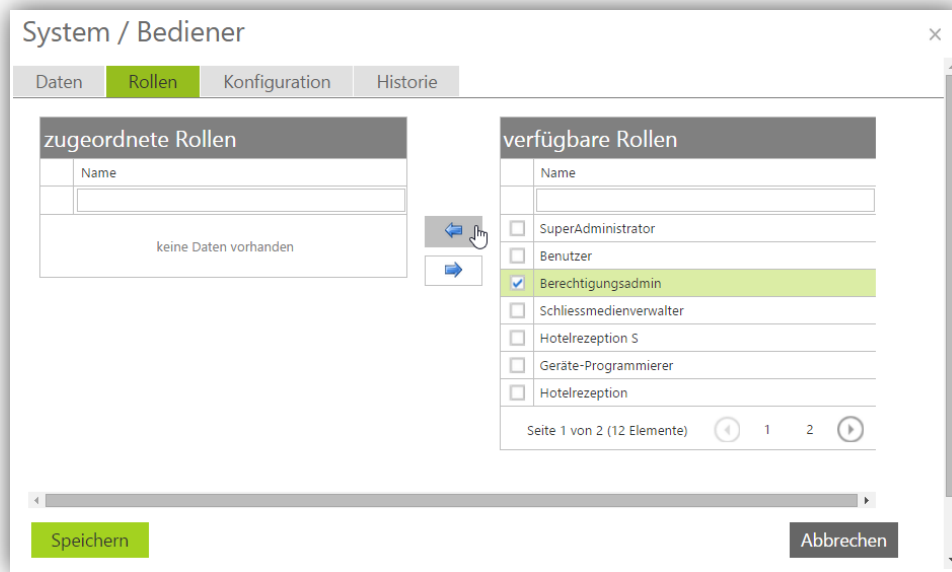 System / Bediener
Daten Rollen Konfiguration Historie
zugeordnete Rollen
Name
keine Daten vorhanden
verfügbare Rollen
Name
SuperAdministrator
Benutzer
Berechtigungsadmin
Schliessmedienverwalter
Hotelrezeption S
Geräte-Programmierer
Hotelrezeption
Seite 1 von 2 (12 Elemente) 1 2
Speichern Abbrechen